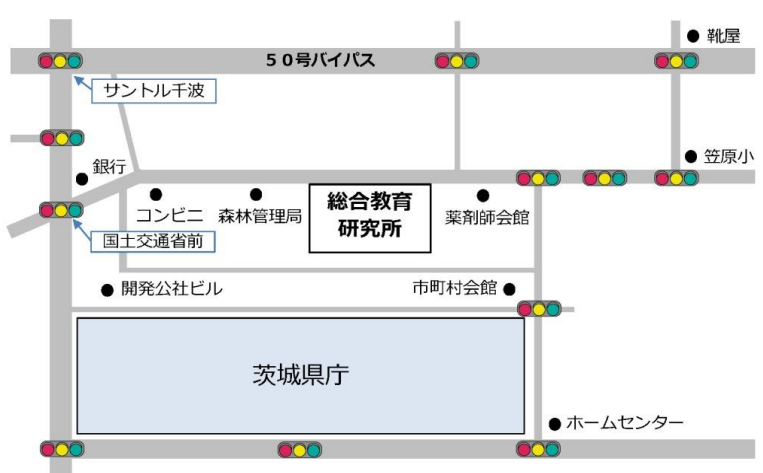 靴屋
50号バイパス
サントル千波
銀行
笠原小
コンビニ
森林管理局
総合教育
研究所
薬剤師会館
国土交通省前
開発公社ビル
市町村会館
茨城県庁
ホームセンター